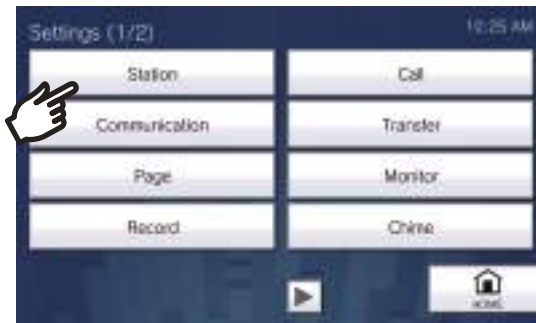 Settings (1/2)
10:25 AM
Station
Call
Communication
Transfer
Page
Monitor
Record
Chime
HOME